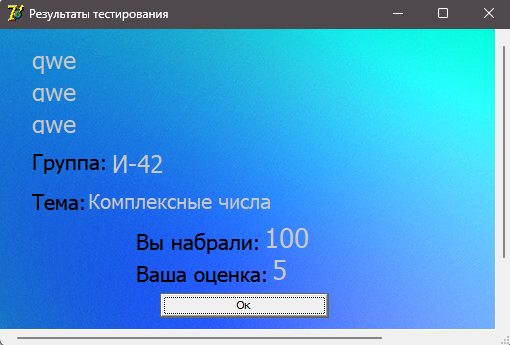 Результаты тестирования
qwe
qwe
qwe
Группа: И-42
Тема: Комплексные числа
Вы набрали: 100
Ваша оценка: 5
Ок